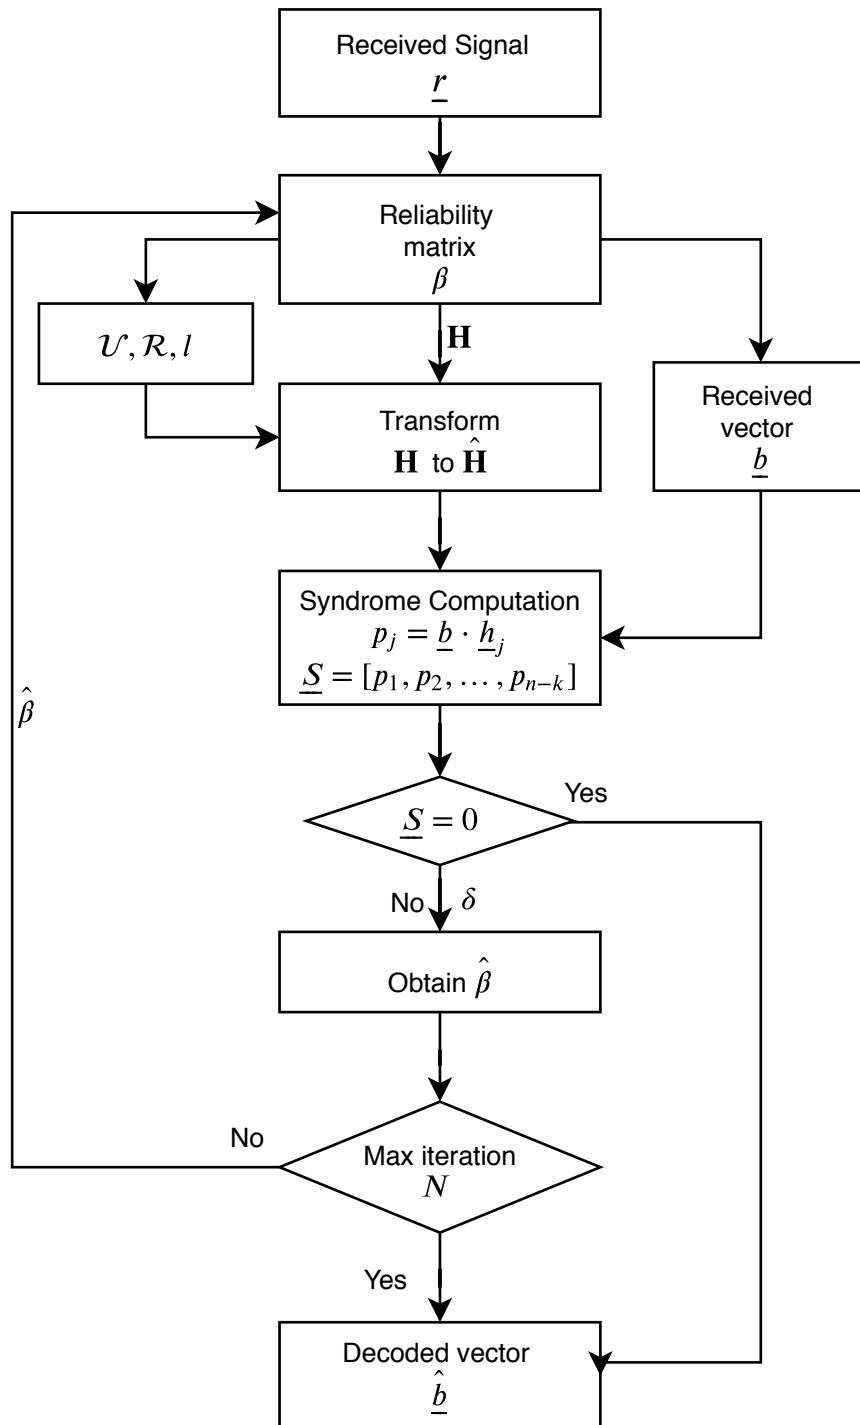 Received Signal
r̲
Reliability
matrix
β
𝒰, ℛ, l
H
Transform
H to Ĥ
Received
vector
b̲
Syndrome Computation
p_j = b̲ · h̲_j
S̲ = [p_1, p_2, …, p_{n−k}]
β̂
S̲ = 0
Yes
No
δ
Obtain β̂
No
Max iteration
N
Yes
Decoded vector
b̲̂